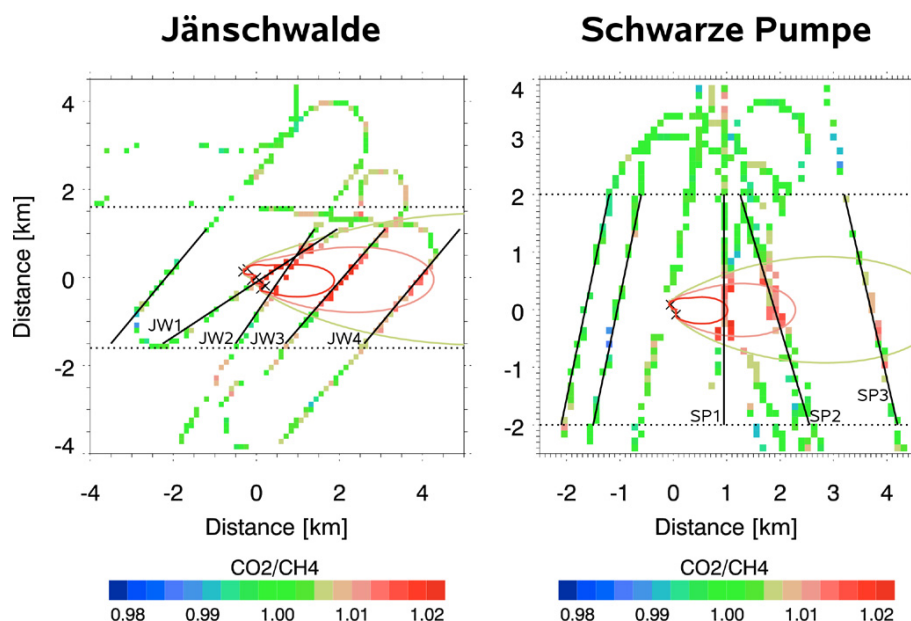 Jänschwalde
Schwarze Pumpe
Distance [km]
4
2
0
-2
-4
JW1
JW2
JW3
JW4
-4 -2 0 2 4
Distance [km]
4
3
2
1
0
-1
-2
SP1
SP2
SP3
-2 -1 0 1 2 3 4
Distance [km]
CO2/CH4
0.98 0.99 1.00 1.01 1.02
CO2/CH4
0.98 0.99 1.00 1.01 1.02